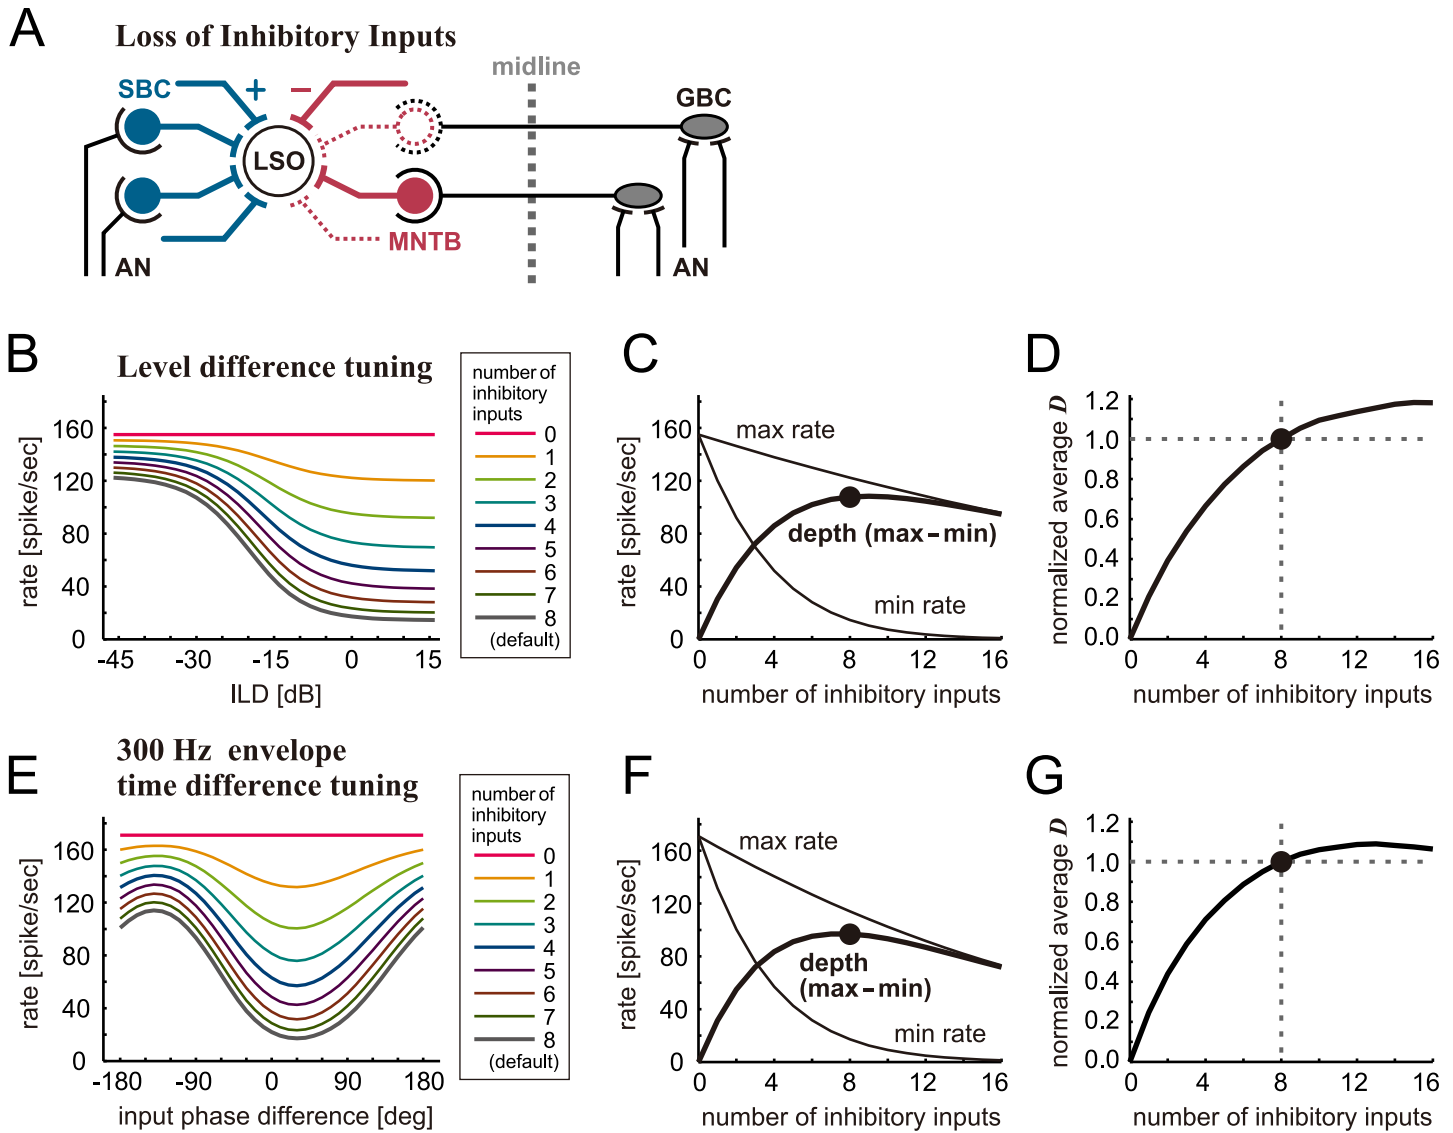 A
Loss of Inhibitory Inputs
midline
SBC
+
−
GBC
LSO
MNTB
AN
AN
B
Level difference tuning
rate [spike/sec]
160
120
80
40
0
-45
-30
-15
0
15
ILD [dB]
number of
inhibitory
inputs
0
1
2
3
4
5
6
7
8
(default)
C
rate [spike/sec]
160
120
80
40
0
max rate
depth (max−min)
min rate
0
4
8
12
16
number of inhibitory inputs
D
normalized average D
1.2
1.0
0.8
0.6
0.4
0.2
0.0
0
4
8
12
16
number of inhibitory inputs
E
300 Hz envelope
time difference tuning
rate [spike/sec]
160
120
80
40
0
-180
-90
0
90
180
input phase difference [deg]
number of
inhibitory
inputs
0
1
2
3
4
5
6
7
8
(default)
F
rate [spike/sec]
160
120
80
40
0
max rate
depth
(max−min)
min rate
0
4
8
12
16
number of inhibitory inputs
G
normalized average D
1.2
1.0
0.8
0.6
0.4
0.2
0.0
0
4
8
12
16
number of inhibitory inputs